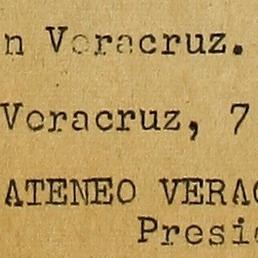 n Veracruz.
Veracruz, 7
ATENEO VERAC
Presi